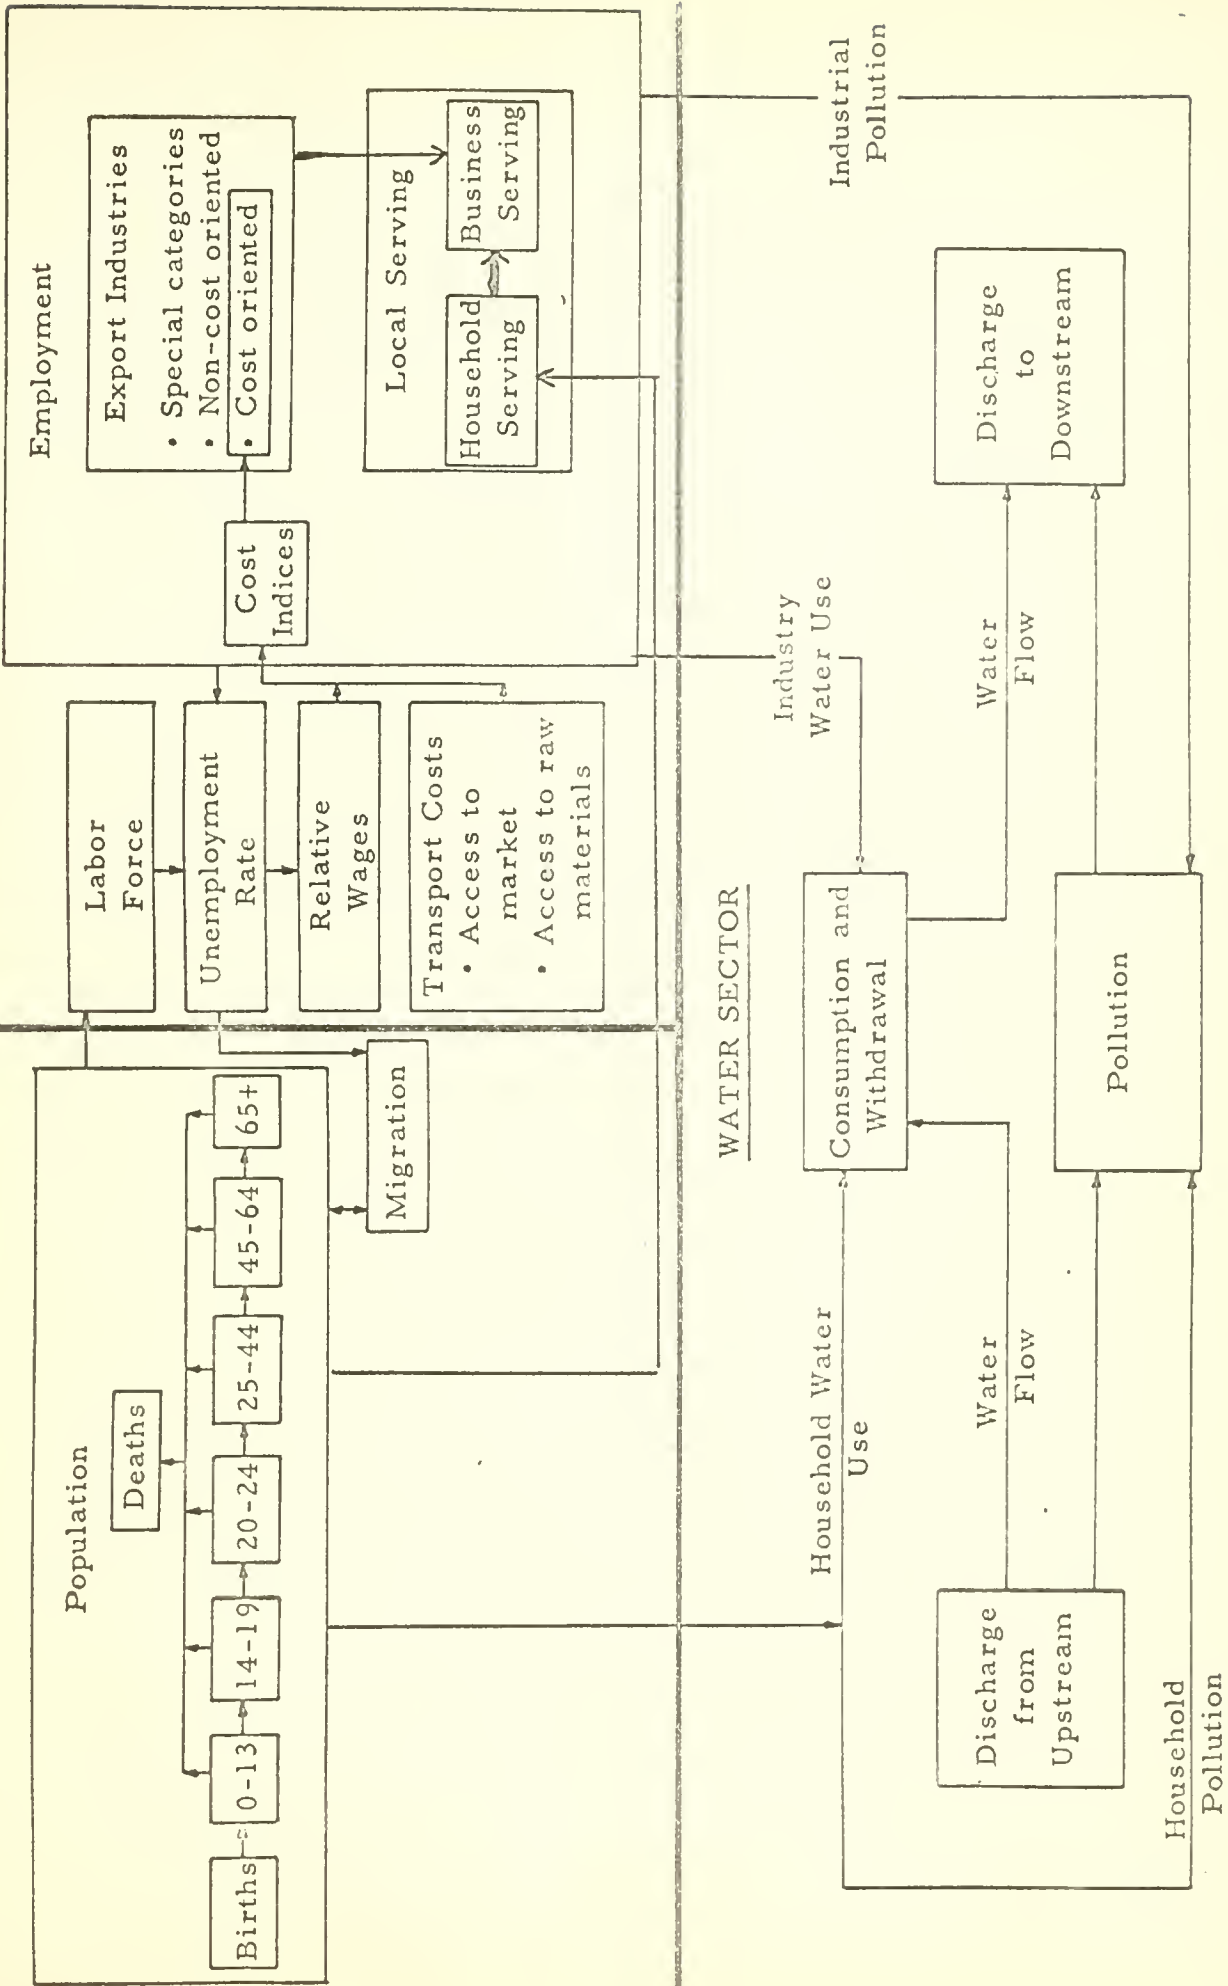 Population
Deaths
Births
0-13
14-19
20-24
25-44
45-64
65+
Migration
Labor
Force
Unemployment
Rate
Relative
Wages
Transport Costs
• Access to
market
• Access to raw
materials
Employment
Export Industries
• Special categories
• Non-cost oriented
• Cost oriented
Cost
Indices
Local Serving
Household
Serving
Business
Serving
WATER SECTOR
Household Water
Use
Industry
Water Use
Industrial
Pollution
Consumption and
Withdrawal
Water
Flow
Water
Flow
Discharge
from
Upstream
Discharge
to
Downstream
Pollution
Household
Pollution